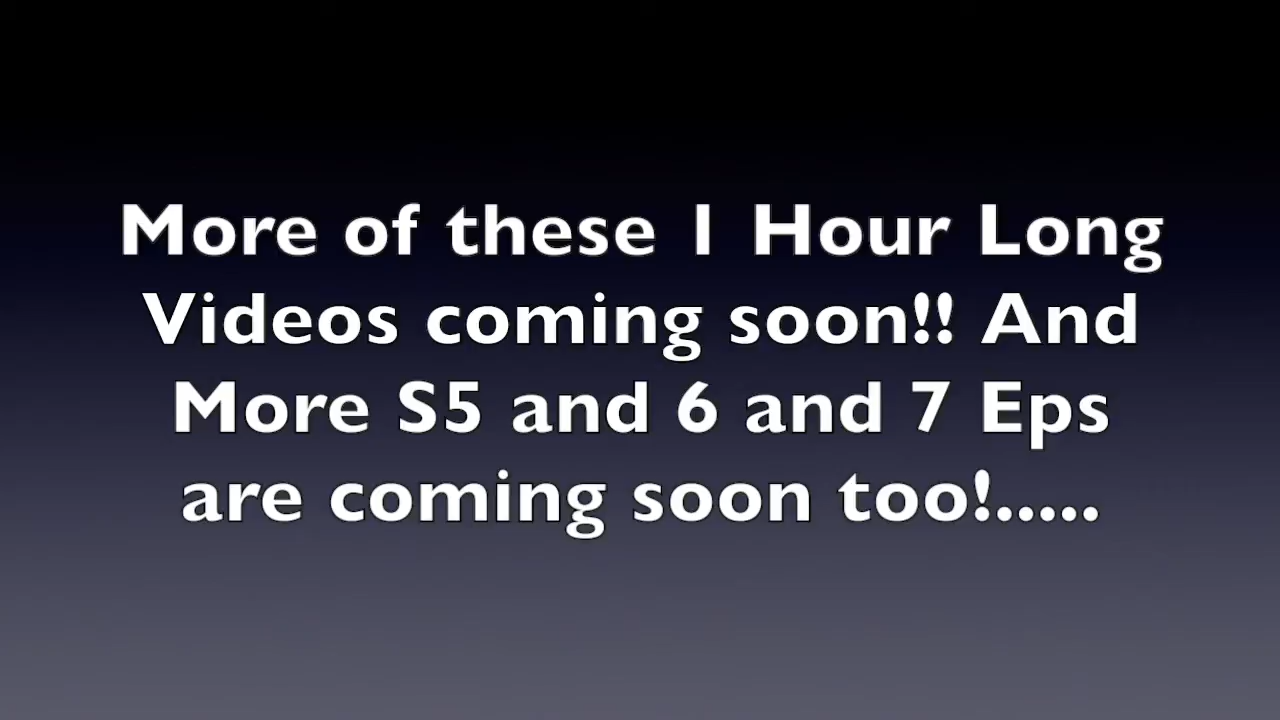 More of these 1 Hour Long
Videos coming soon!! And
More S5 and 6 and 7 Eps
are coming soon too!.....